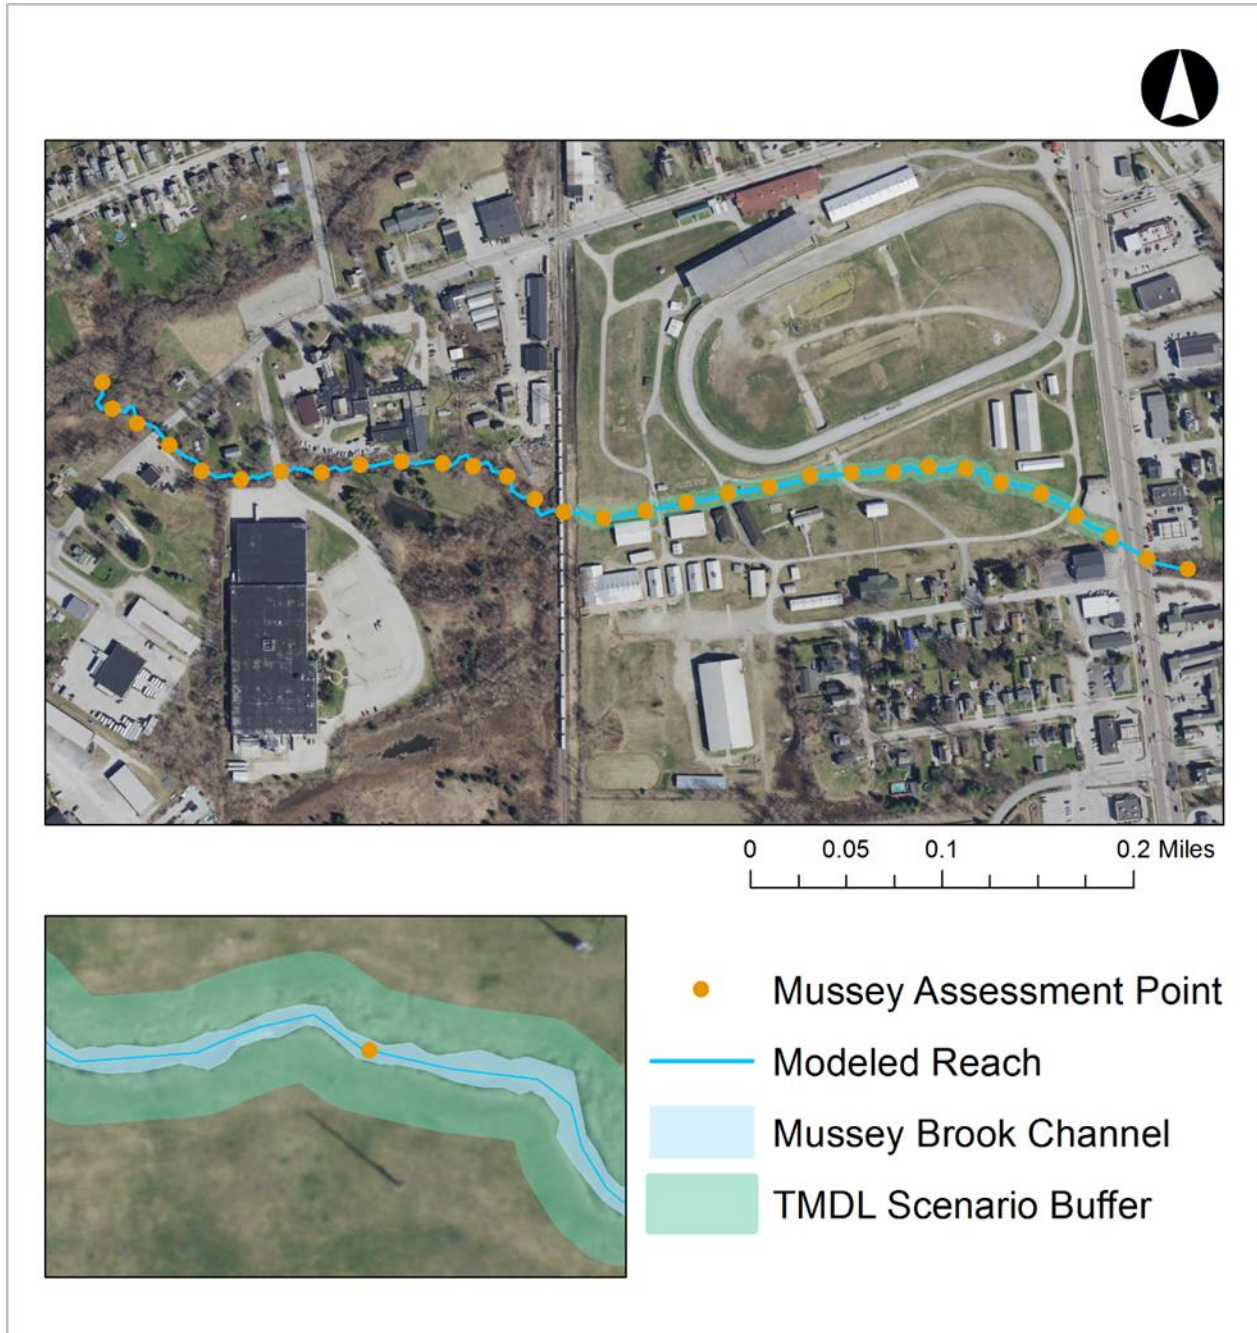 0 0.05 0.1 0.2 Miles
Mussey Assessment Point
Modeled Reach
Mussey Brook Channel
TMDL Scenario Buffer